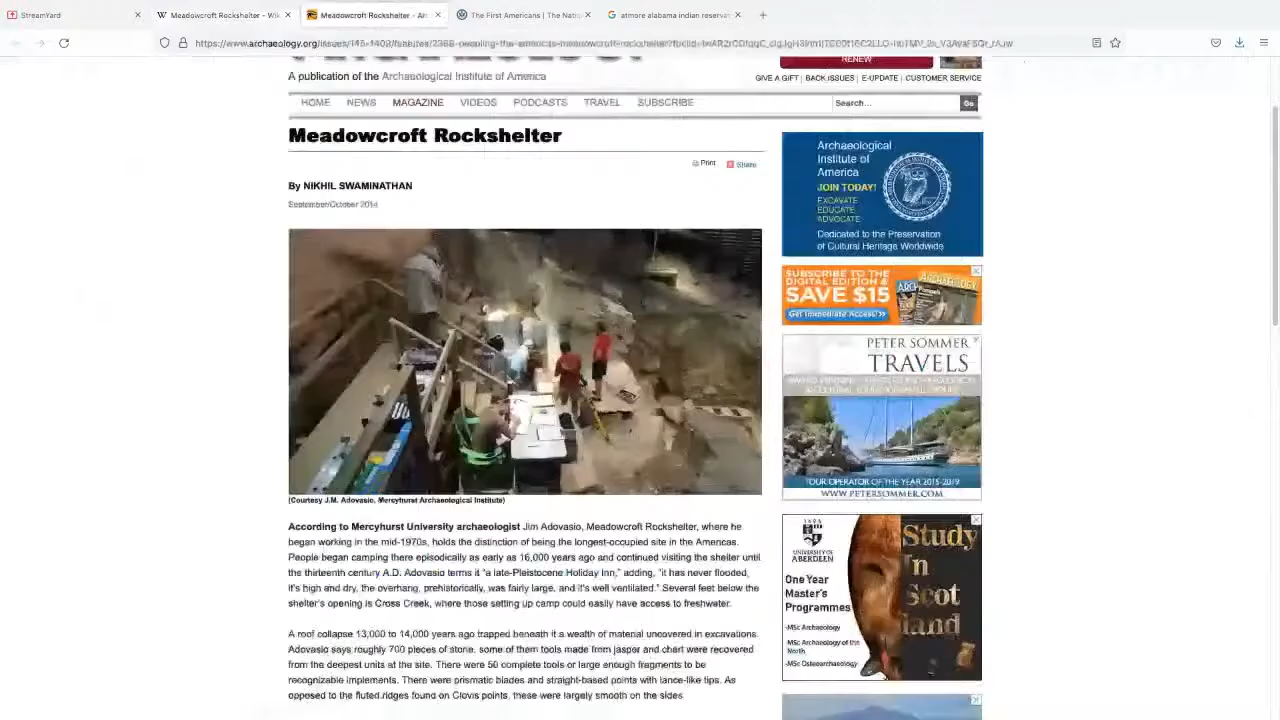 StreamYard
Meadowcroft Rockshelter - Wik
Meadowcroft Rockshelter - Ar
The First Americans | The Natu
atmore alabama indian reservat
RENEW
A publication of the Archaeological Institute of America
GIVE A GIFT | BACK ISSUES | E-UPDATE | CUSTOMER SERVICE
HOME NEWS MAGAZINE VIDEOS PODCASTS TRAVEL SUBSCRIBE
Search...
Go
Meadowcroft Rockshelter
Print
Share
By NIKHIL SWAMINATHAN
September/October 2014
(Courtesy J.M. Adovasio, Mercyhurst Archaeological Institute)
According to Mercyhurst University archaeologist Jim Adovasio, Meadowcroft Rockshelter, where he
began working in the mid-1970s, holds the distinction of being the longest-occupied site in the Americas.
People began camping there episodically as early as 16,000 years ago and continued visiting the shelter until
the thirteenth century A.D. Adovasio terms it "a late-Pleistocene Holiday Inn," adding, "it has never flooded,
it's high and dry, the overhang, prehistorically, was fairly large, and it's well ventilated." Several feet below the
shelter's opening is Cross Creek, where those setting up camp could easily have access to freshwater.
A roof collapse 13,000 to 14,000 years ago trapped beneath it a wealth of material uncovered in excavations.
Adovasio says roughly 700 pieces of stone, some of them tools made from jasper and chert were recovered
from the deepest units at the site. There were 50 complete tools or large enough fragments to be
recognizable implements. There were prismatic blades and straight-based points with lance-like tips. As
opposed to the fluted ridges found on Clovis points, these were largely smooth on the sides.
Archaeological
Institute of
America
JOIN TODAY!
EXCAVATE
EDUCATE
ADVOCATE
Dedicated to the Preservation
of Cultural Heritage Worldwide
SUBSCRIBE TO THE
DIGITAL EDITION &
SAVE $15
Get Immediate Access!>>
PETER SOMMER
TRAVELS
TOUR OPERATOR OF THE YEAR 2015-2019
WWW.PETERSOMMER.COM
UNIVERSITY OF
ABERDEEN
One Year
Master's
Programmes
-MSc Archaeology
-MSc Archaeology of the
North
-MSc Osteoarchaeology
Study
In
Scot
land